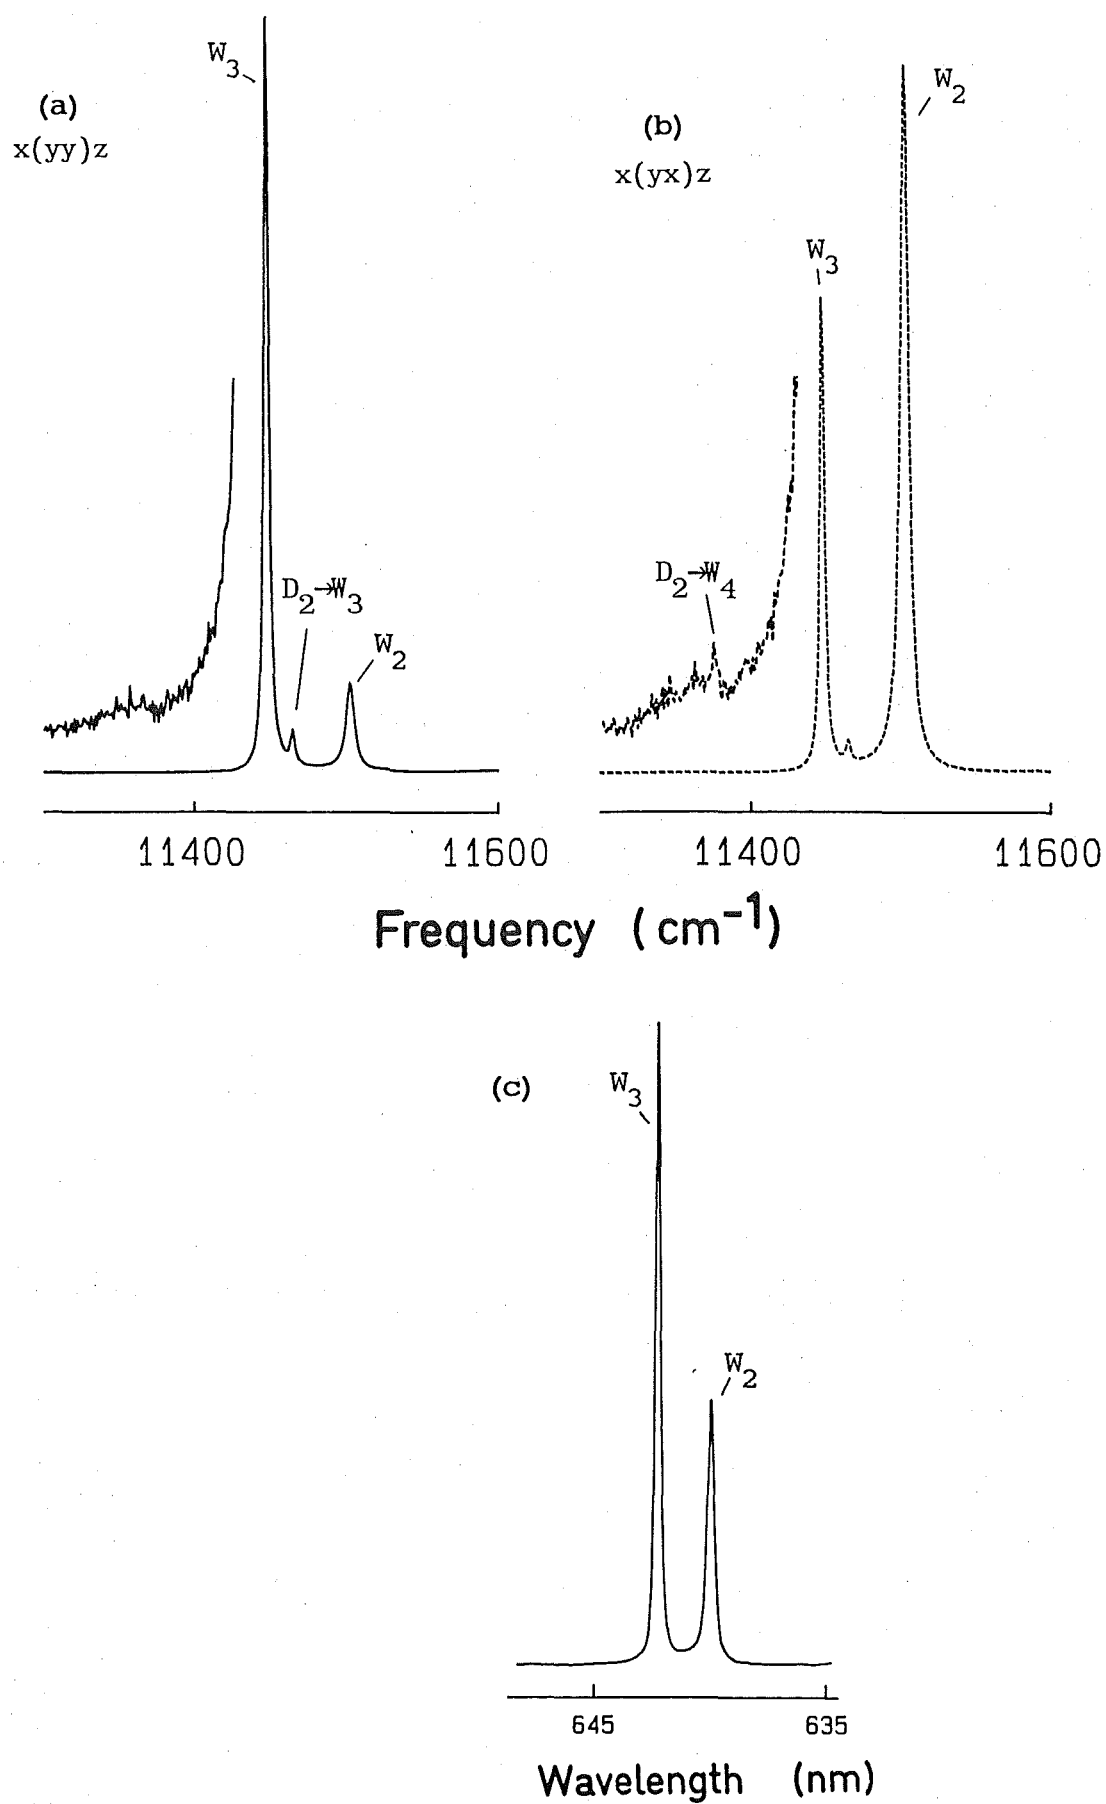 (a)
x(yy)z
W3
D2→W3
W2
11400 11600
(b)
x(yx)z
W3
W2
D2→W4
11400 11600
Frequency (cm-1)
(c)
W3
W2
645 635
Wavelength (nm)